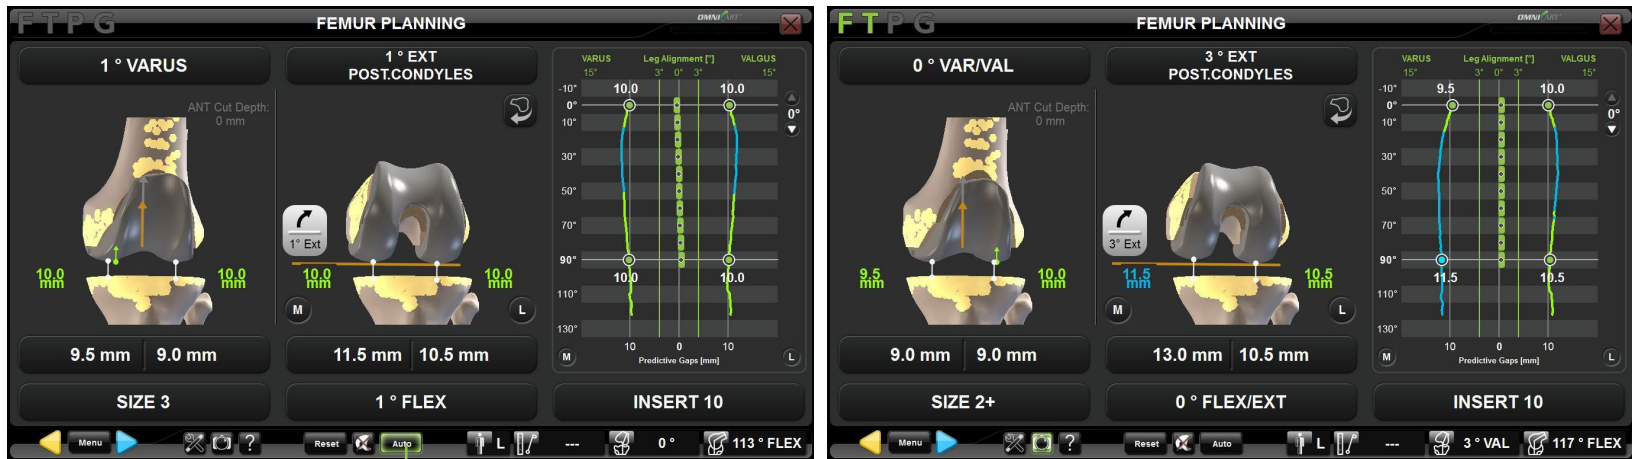 F T P G
FEMUR PLANNING
OMNI
1 ° VARUS
1 ° EXT
POST.CONDYLES
ANT Cut Depth:
0 mm
10.0
mm
10.0
mm
1° Ext
10.0
mm
10.0
mm
M
L
9.5 mm 9.0 mm
11.5 mm 10.5 mm
SIZE 3
1 ° FLEX
INSERT 10
VARUS Leg Alignment [°] VALGUS
15° 3° 0° 3° 15°
-10° 10.0 10.0
0°
0°
10°
30°
50°
70°
90°
10.0 10.0
110°
130°
10 0 10
M Predictive Gaps [mm] L
Menu ? Reset Auto L --- 0 ° 113 ° FLEX
F T P G
FEMUR PLANNING
OMNI
0 ° VAR/VAL
3 ° EXT
POST.CONDYLES
ANT Cut Depth:
0 mm
9.5
mm
10.0
mm
3° Ext
11.5
mm
10.5
mm
M
L
9.0 mm 9.0 mm
13.0 mm 10.5 mm
SIZE 2+
0 ° FLEX/EXT
INSERT 10
VARUS Leg Alignment [°] VALGUS
15° 3° 0° 3° 15°
-10° 9.5 10.0
0°
0°
10°
30°
50°
70°
90°
11.5 10.5
110°
130°
10 0 10
M Predictive Gaps [mm] L
Menu ? Reset Auto L --- 3 ° VAL 117 ° FLEX